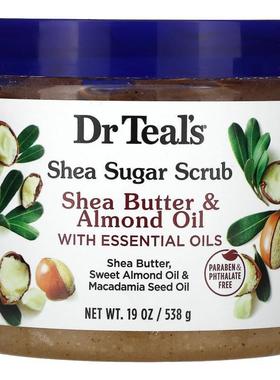 Dr Teal's
Shea Sugar Scrub
Shea Butter &
Almond Oil
WITH ESSENTIAL OILS
Shea Butter,
Sweet Almond Oil &
Macadamia Seed Oil
PARABEN &
PHTHALATE
FREE
NET WT. 19 OZ / 538 g